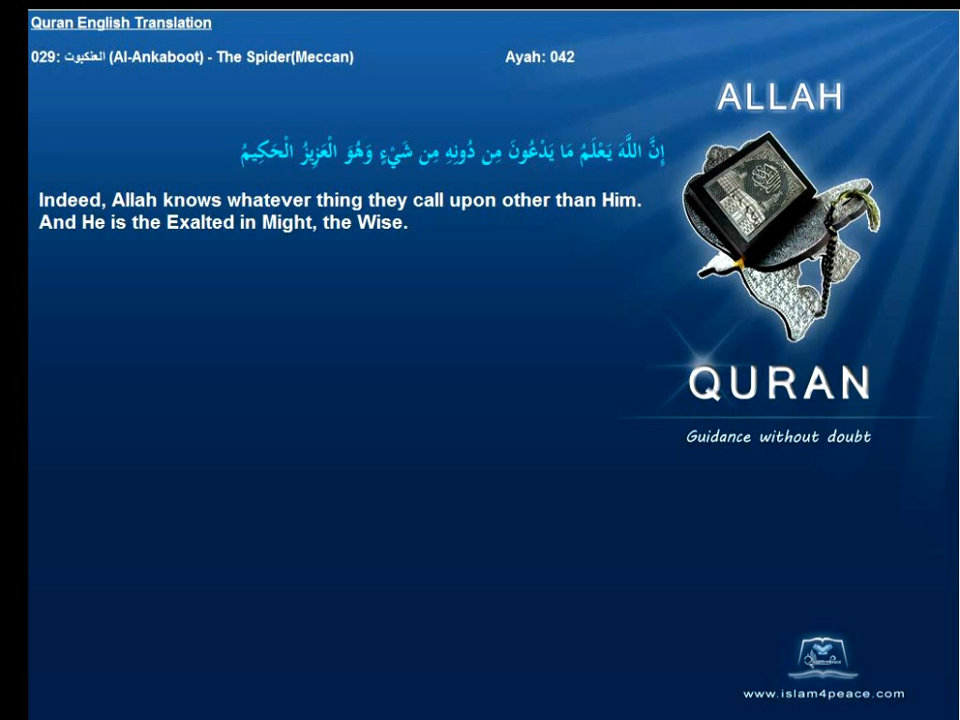 Quran English Translation
029: العنكبوت (Al-Ankaboot) - The Spider(Meccan) Ayah: 042
ALLAH
إِنَّ اللَّهَ يَعْلَمُ مَا يَدْعُونَ مِن دُونِهِ مِن شَيْءٍ وَهُوَ الْعَزِيزُ الْحَكِيمُ
Indeed, Allah knows whatever thing they call upon other than Him.
And He is the Exalted in Might, the Wise.
QURAN
Guidance without doubt
www.islam4peace.com